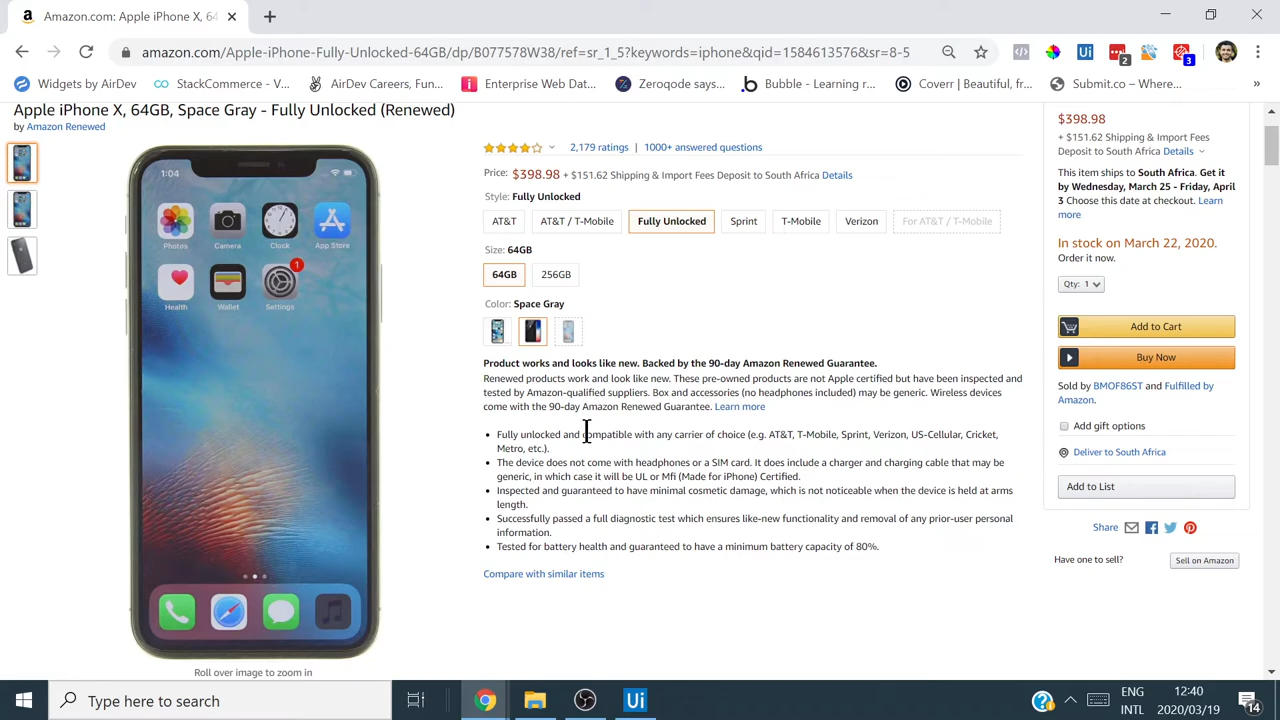 Amazon.com: Apple iPhone X, 64G
amazon.com/Apple-iPhone-Fully-Unlocked-64GB/dp/B077578W38/ref=sr_1_5?keywords=iphone&qid=1584613576&sr=8-5
2
3
Widgets by AirDev
StackCommerce - V...
AirDev Cycles, Fun...
Enterprise Web Dat...
Zeroqode says...
Bubble - Learning r...
Coverr | Beautiful, fr...
Submit.co – Where...
»
Apple iPhone X, 64GB, Space Gray - Fully Unlocked (Renewed)
by Amazon Renewed
1:04
Photos
Camera
Clock
App Store
1
Health
Wallet
Settings
Roll over image to zoom in
2,179 ratings | 1000+ answered questions
Price: $398.98 + $151.62 Shipping & Import Fees Deposit to South Africa Details
Style: Fully Unlocked
AT&T
AT&T / T-Mobile
Fully Unlocked
Sprint
T-Mobile
Verizon
For AT&T / T-Mobile
Size: 64GB
64GB
256GB
Color: Space Gray
Product works and looks like new. Backed by the 90-day Amazon Renewed Guarantee.
Renewed products work and look like new. These pre-owned products are not Apple certified but have been inspected and
tested by Amazon-qualified suppliers. Box and accessories (no headphones included) may be generic. Wireless devices
come with the 90-day Amazon Renewed Guarantee. Learn more
• Fully unlocked and compatible with any carrier of choice (e.g. AT&T, T-Mobile, Sprint, Verizon, US-Cellular, Cricket,
Metro, etc.).
• The device does not come with headphones or a SIM card. It does include a charger and charging cable that may be
generic, in which case it will be UL or Mfi (Made for iPhone) Certified.
• Inspected and guaranteed to have minimal cosmetic damage, which is not noticeable when the device is held at arms
length.
• Successfully passed a full diagnostic test which ensures like-new functionality and removal of any prior-user personal
information.
• Tested for battery health and guaranteed to have a minimum battery capacity of 80%.
Compare with similar items
$398.98
+ $151.62 Shipping & Import Fees
Deposit to South Africa Details
This item ships to South Africa. Get it
by Wednesday, March 25 - Friday, April
3 Choose this date at checkout. Learn
more
In stock on March 22, 2020.
Order it now.
Qty: 1
Add to Cart
Buy Now
Sold by BMOF86ST and Fulfilled by
Amazon.
Add gift options
Deliver to South Africa
Add to List
Share
Have one to sell?
Sell on Amazon
Type here to search
Ui
ENG
INTL
12:40
2020/03/19
14